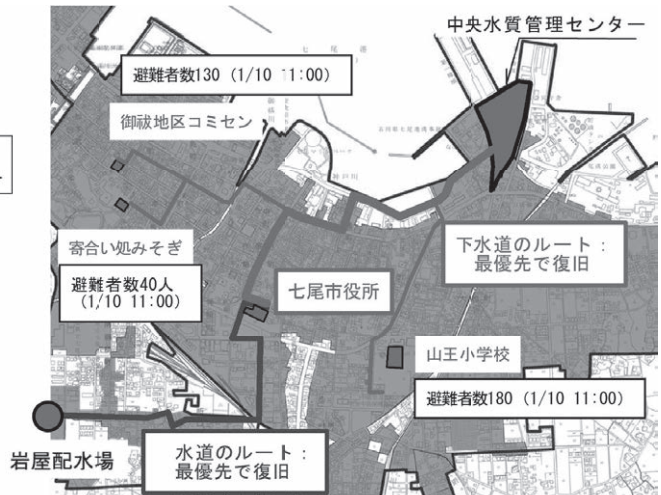 中央水質管理センター
避難者数130 (1/10 11:00)
御祓地区コミセン
寄合い処みそぎ
避難者数40人
(1/10 11:00)
七尾市役所
下水道のルート：
最優先で復旧
山王小学校
避難者数180 (1/10 11:00)
岩屋配水場
水道のルート：
最優先で復旧